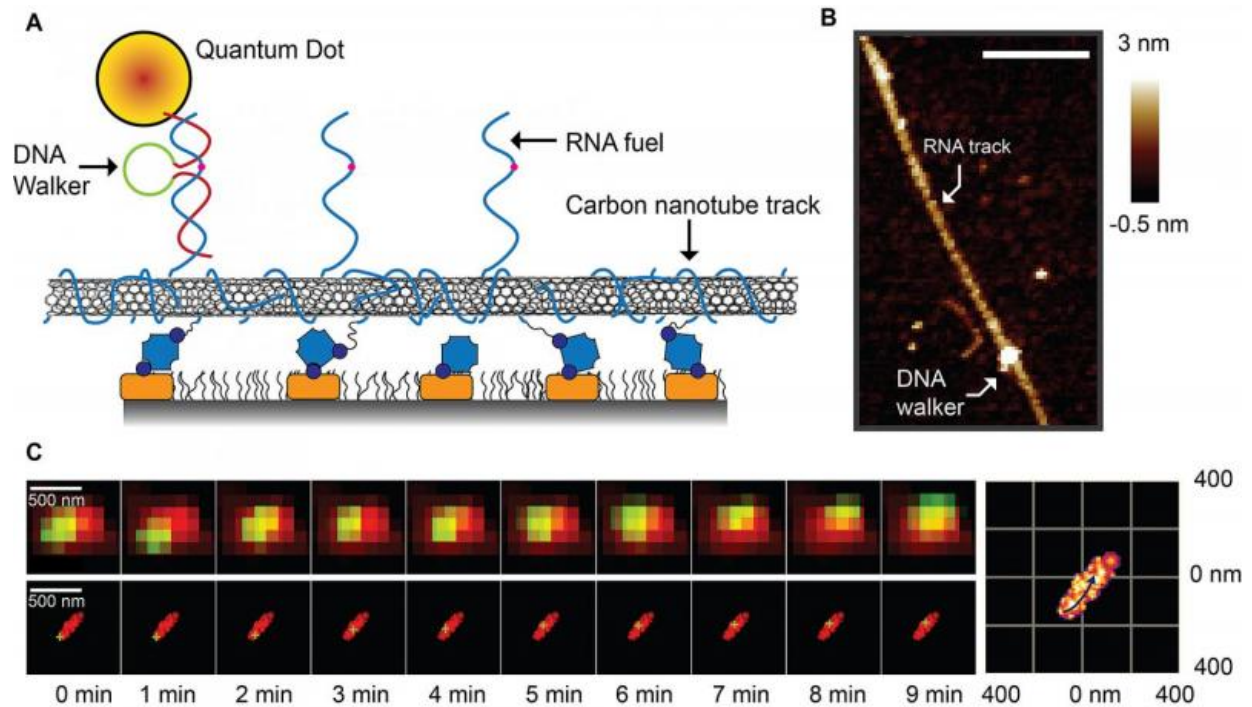 A
Quantum Dot
DNA
Walker
RNA fuel
Carbon nanotube track
B
3 nm
-0.5 nm
RNA track
DNA
walker
C
500 nm
500 nm
0 min
1 min
2 min
3 min
4 min
5 min
6 min
7 min
8 min
9 min
400
0 nm
400
400
0 nm
400